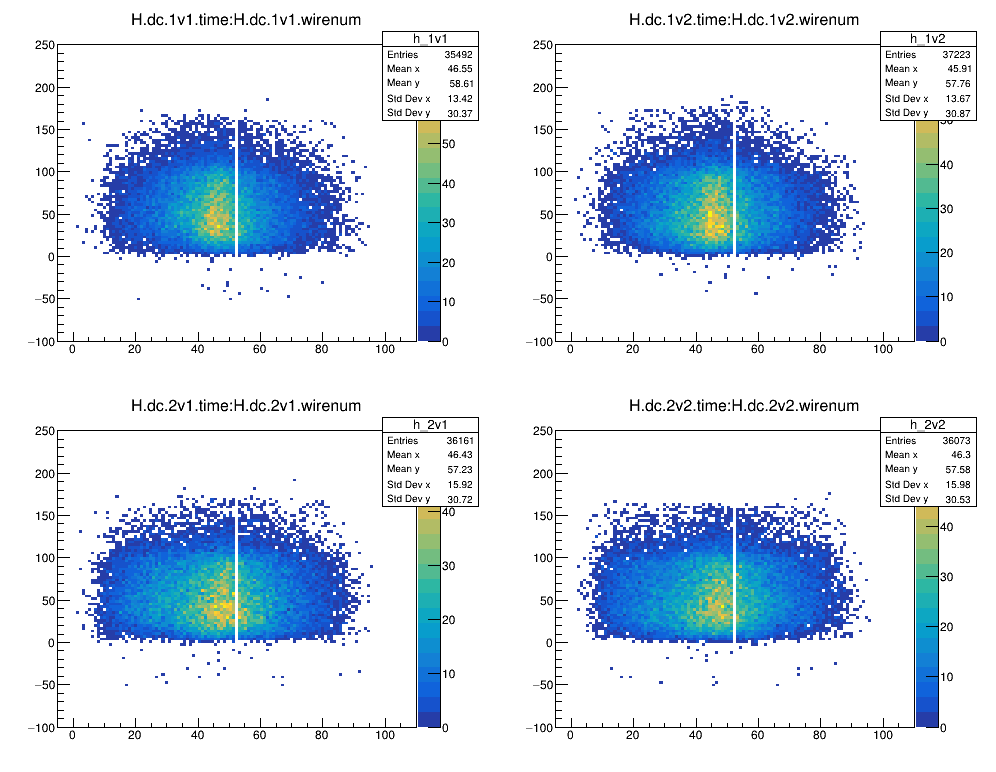 H.dc.1v1.time:H.dc.1v1.wirenum
h_1v1
Entries 35492
Mean x 46.55
Mean y 58.61
Std Dev x 13.42
Std Dev y 30.37
250
200
150
100
50
0
−50
−100
0 20 40 60 80 100
50
40
30
20
10
0
H.dc.1v2.time:H.dc.1v2.wirenum
h_1v2
Entries 37223
Mean x 45.91
Mean y 57.76
Std Dev x 13.67
Std Dev y 30.87
250
200
150
100
50
0
−50
−100
0 20 40 60 80 100
50
40
30
20
10
0
H.dc.2v1.time:H.dc.2v1.wirenum
h_2v1
Entries 36161
Mean x 46.43
Mean y 57.23
Std Dev x 15.92
Std Dev y 30.72
250
200
150
100
50
0
−50
−100
0 20 40 60 80 100
40
30
20
10
0
H.dc.2v2.time:H.dc.2v2.wirenum
h_2v2
Entries 36073
Mean x 46.3
Mean y 57.58
Std Dev x 15.98
Std Dev y 30.53
250
200
150
100
50
0
−50
−100
0 20 40 60 80 100
40
30
20
10
0